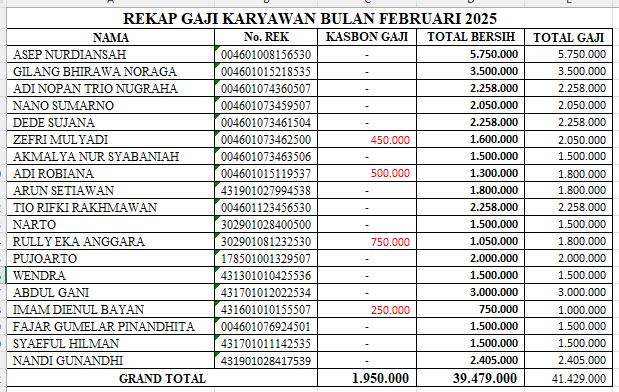 REKAP GAJI KARYAWAN BULAN FEBRUARI 2025
NAMA No. REK KASBON GAJI TOTAL BERSIH TOTAL GAJI
ASEP NURDIANSAH 004601008156530 - 5.750.000 5.750.000
GILANG BHIRAWA NORAGA 004601015218535 - 3.500.000 3.500.000
ADI NOPAN TRIO NUGRAHA 004601074360507 - 2.258.000 2.258.000
NANO SUMARNO 004601073459507 - 2.050.000 2.050.000
DEDE SUJANA 004601073461504 - 2.258.000 2.258.000
ZEFRI MULYADI 004601073462500 450.000 1.600.000 2.050.000
AKMALYA NUR SYABANIAH 004601073463506 - 1.500.000 1.500.000
ADI ROBIANA 004601015119537 500.000 1.300.000 1.800.000
ARUN SETIAWAN 431901027994538 - 1.800.000 1.800.000
TIO RIFKI RAKHMAWAN 004601123456530 - 2.258.000 2.258.000
NARTO 302901028400500 - 1.500.000 1.500.000
RULLY EKA ANGGARA 302901081232530 750.000 1.050.000 1.800.000
PUJOARTO 178501001329507 - 2.000.000 2.000.000
WENDRA 431301010425536 - 1.500.000 1.500.000
ABDUL GANI 431701012022534 - 3.000.000 3.000.000
IMAM DIENUL BAYAN 431601010155507 250.000 750.000 1.000.000
FAJAR GUMELAR PINANDHITA 004601076924501 - 1.500.000 1.500.000
SYAEFUL HILMAN 431701011142535 - 1.500.000 1.500.000
NANDI GUNANDHI 431901028417539 - 2.405.000 2.405.000
GRAND TOTAL 1.950.000 39.479.000 41.429.000